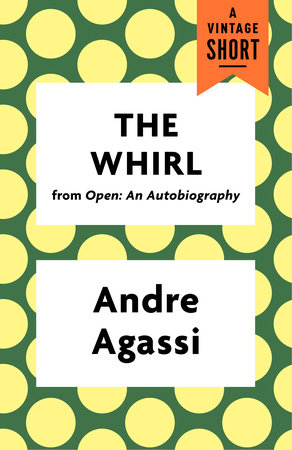 A
VINTAGE
SHORT
THE
WHIRL
from Open: An Autobiography
Andre
Agassi